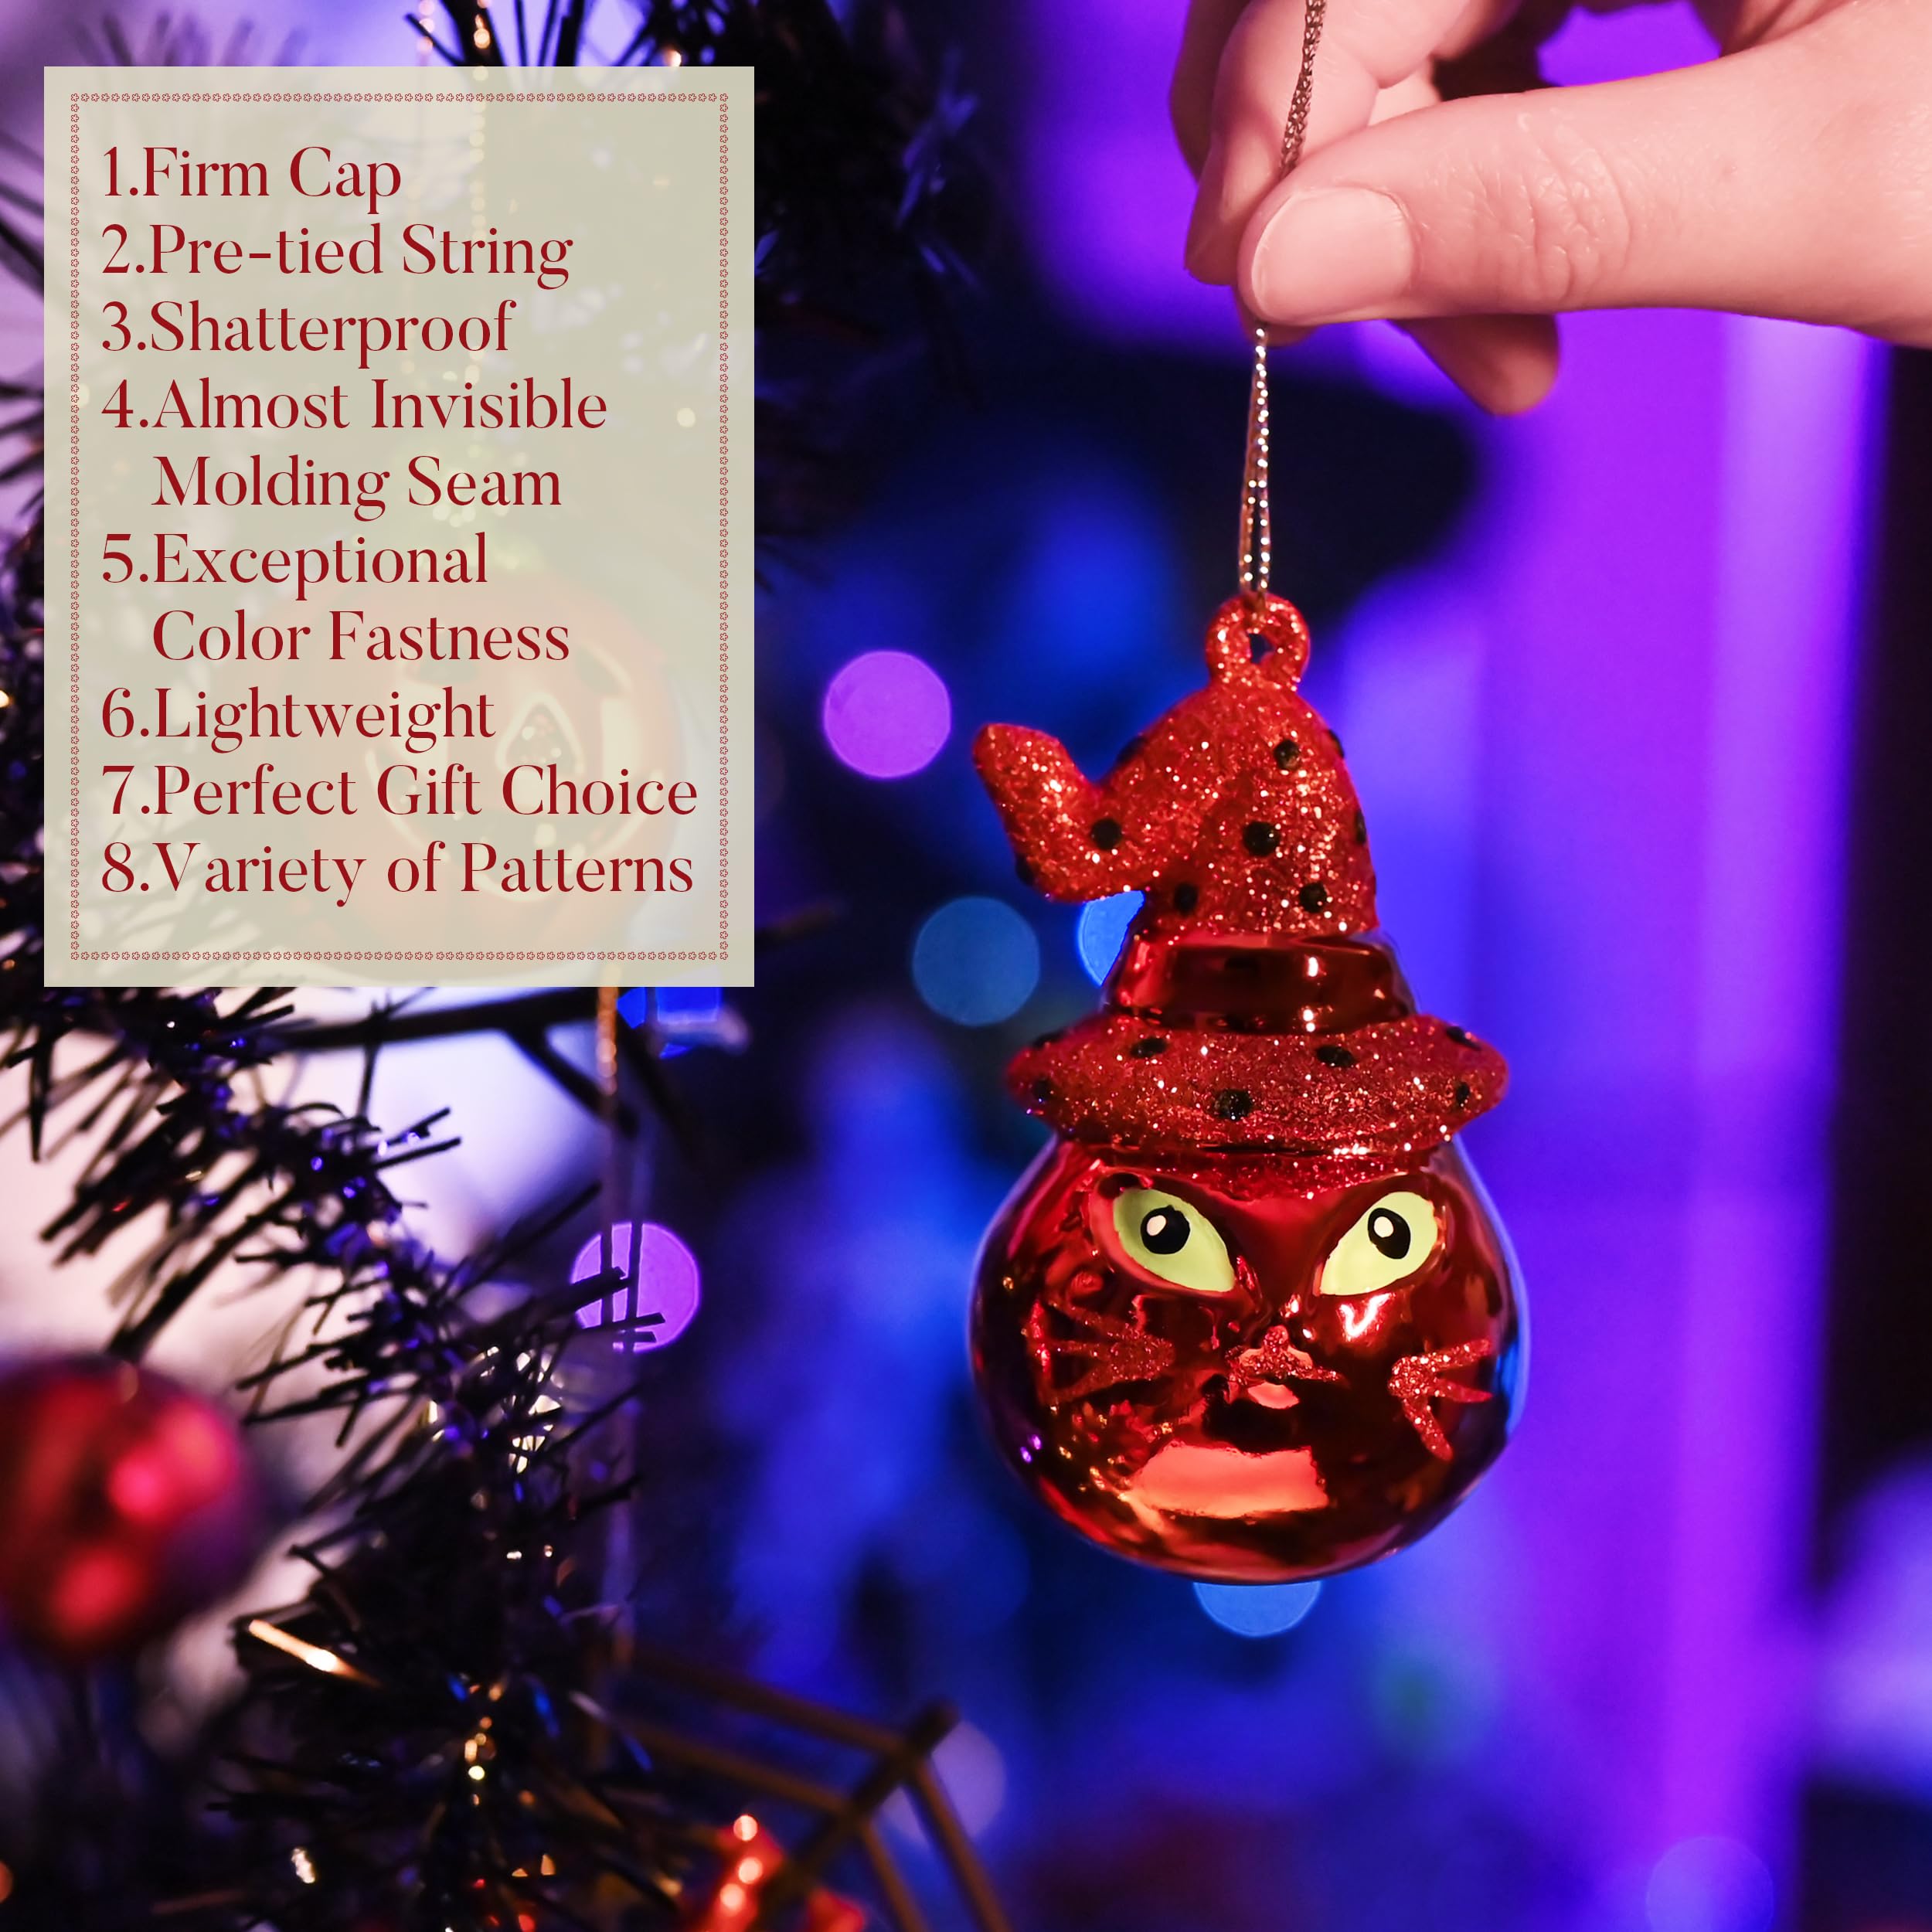 1.Firm Cap
2.Pre-tied String
3.Shatterproof
4.Almost Invisible
Molding Seam
5.Exceptional
Color Fastness
6.Lightweight
7.Perfect Gift Choice
8.Variety of Patterns